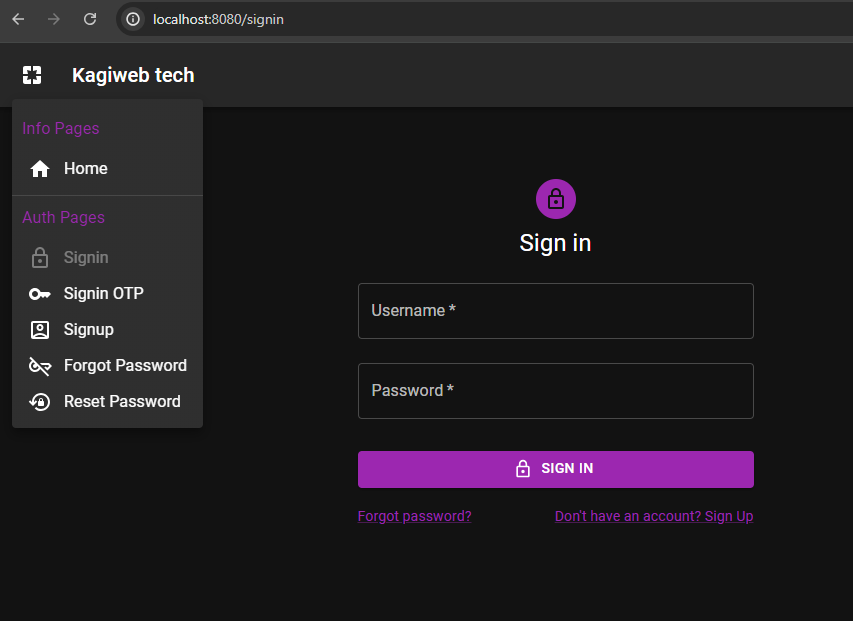 localhost:8080/signin
Kagiweb tech
Info Pages
Home
Auth Pages
Signin
Signin OTP
Signup
Forgot Password
Reset Password
Sign in
Username *
Password *
SIGN IN
Forgot password? Don't have an account? Sign Up